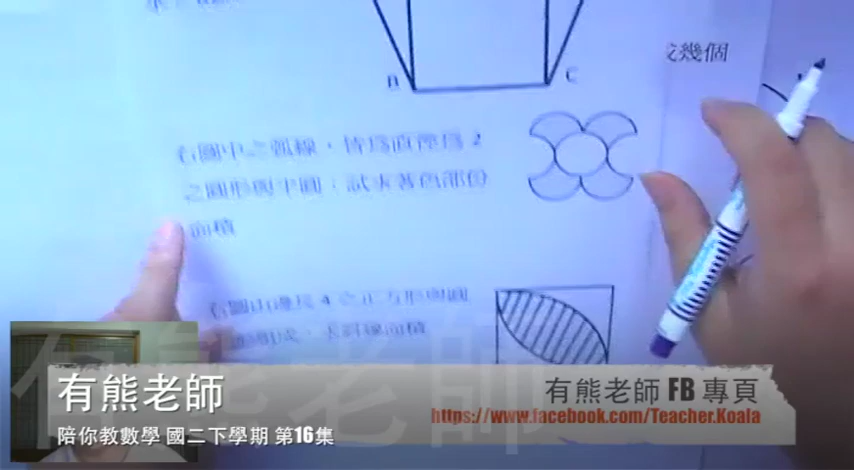 B
C
幾個
右圖中之弧線，皆為直徑為 2
之圓形與半圓；試求著色部份
面積
右圖由邊長 4 之正方形與圓
求斜線面積
有熊老師
有熊老師
陪你教數學 國二下學期 第16集
有熊老師 FB 專頁
https://www.facebook.com/Teacher.Koala